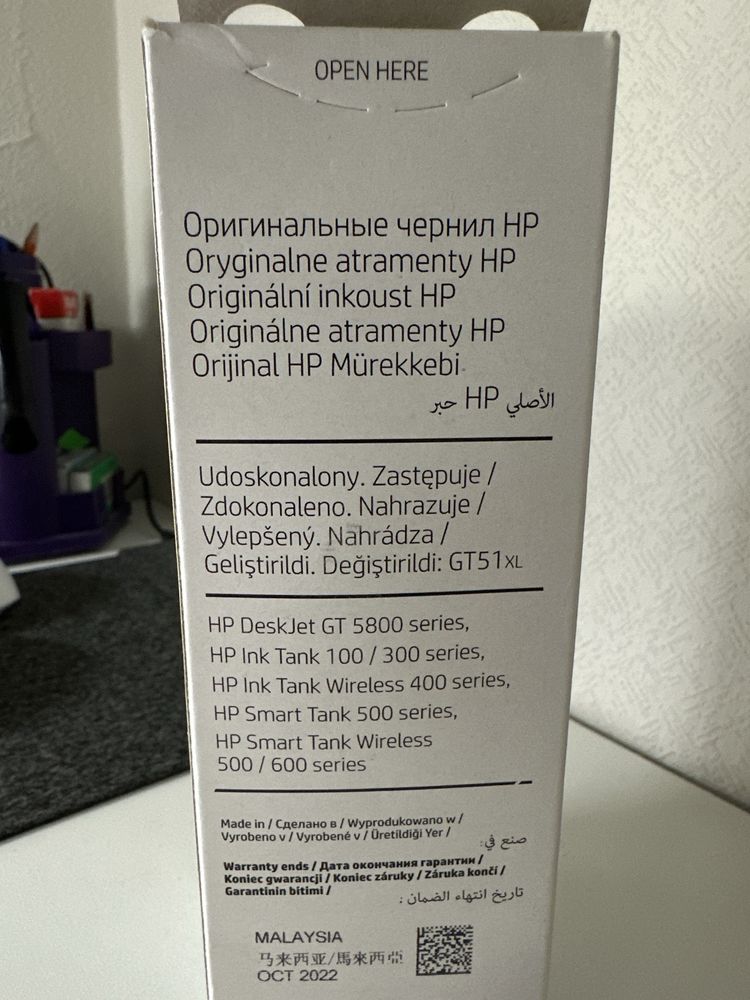 OPEN HERE
Оригинальные чернил HP
Oryginalne atramenty HP
Originální inkoust HP
Originálne atramenty HP
Orijinal HP Mürekkebi
حبر HP الأصلي
Udoskonalony. Zastępuje /
Zdokonaleno. Nahrazuje /
Vylepšený. Nahrádza /
Geliştirildi. Değiştirildi: GT51XL
HP DeskJet GT 5800 series,
HP Ink Tank 100 / 300 series,
HP Ink Tank Wireless 400 series,
HP Smart Tank 500 series,
HP Smart Tank Wireless
500 / 600 series
Made in / Сделано в / Wyprodukowano w /
Vyrobeno v / Vyrobené v / Üretildiği Yer /
صنع في:
Warranty ends / Дата окончания гарантии /
Koniec gwarancji / Koniec záruky / Záruka končí /
Garantinin bitimi /
تاريخ انتهاء الضمان :
MALAYSIA
马来西亚/馬來西亞
OCT 2022